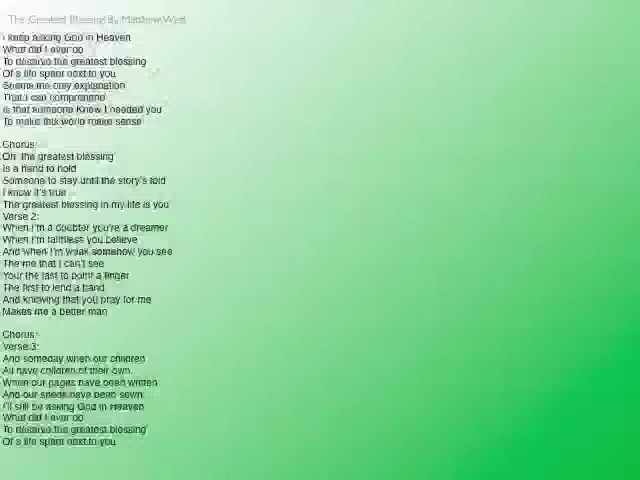 The Greatest Blessing By Matthew West
I keep asking God in Heaven
What did I ever do
To deserve the greatest blessing
Of a life spent next to you
Seems the only explanation
That I can comprehend
Is that someone Knew I needed you
To make this world make sense
Chorus:
Oh the greatest blessing
Is a hand to hold
Someone to stay until the story's told
I know it's true
The greatest blessing in my life is you
Verse 2:
When I'm a doubter you're a dreamer
When I'm faithless you believe
And when I'm weak somehow you see
The me that I can't see
Your the last to point a finger
The first to lend a hand
And knowing that you pray for me
Makes me a better man
Chorus:
Verse 3:
And someday when our children
All have children of their own
When our pages have been written
And our seeds have been sewn
I'll still be asking God in Heaven
What did I ever do
To deserve the greatest blessing
Of a life spent next to you